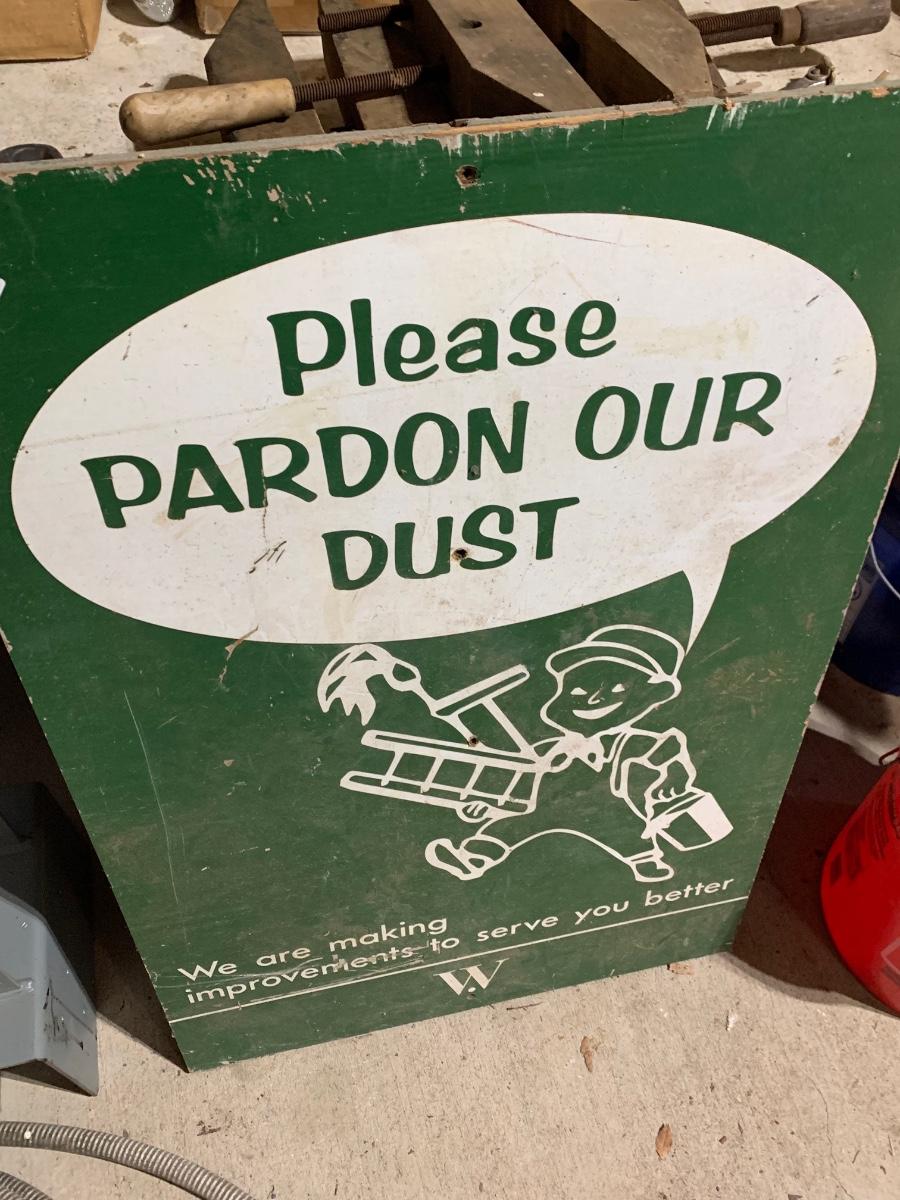 Please
PARDON OUR
DUST
We are making
improvements to serve you better
W